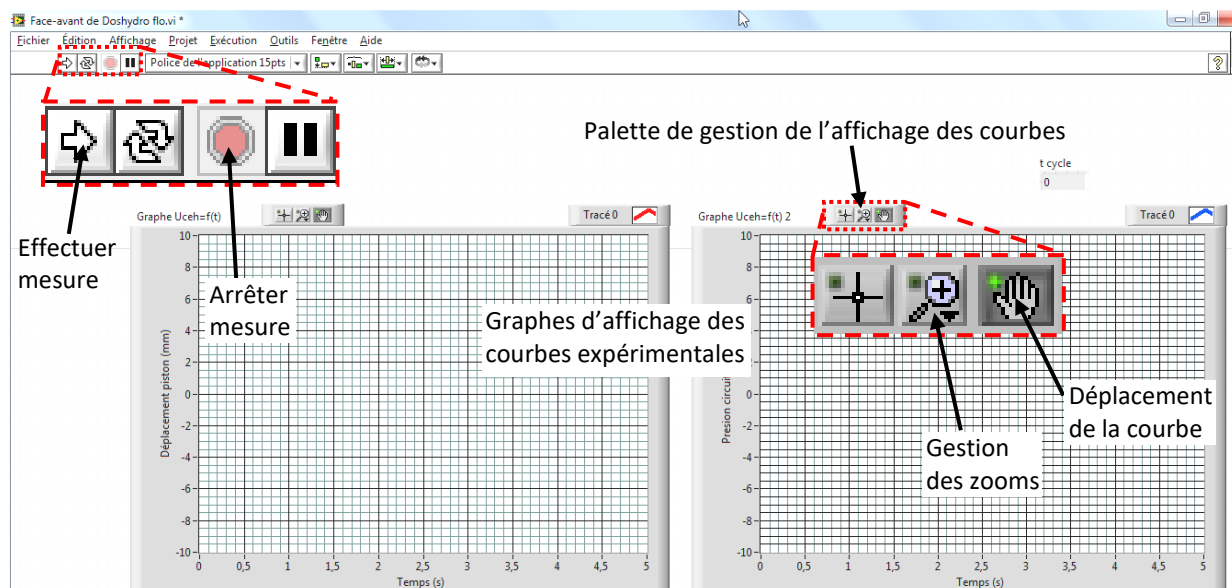 Face-avant de Doshydro flo.vi *
Fichier Édition Affichage Projet Exécution Outils Fenêtre Aide
Police de l'application 15pts
Palette de gestion de l'affichage des courbes
t cycle
0
Graphe Uceh=f(t)
Tracé 0
Graphe Uceh=f(t) 2
Tracé 0
Effectuer
mesure
Arrêter
mesure
Graphes d'affichage des
courbes expérimentales
Déplacement
de la courbe
Gestion
des zooms
Déplacement piston (mm)
10
8
6
4
2
0
-2
-4
-6
-8
-10
0 0,5 1 1,5 2 2,5 3 3,5 4 4,5 5
Temps (s)
Presion circui
10
0
-2
-4
-6
-8
-10
0 0,5 1 1,5 2 2,5 3 3,5 4 4,5 5
Temps (s)